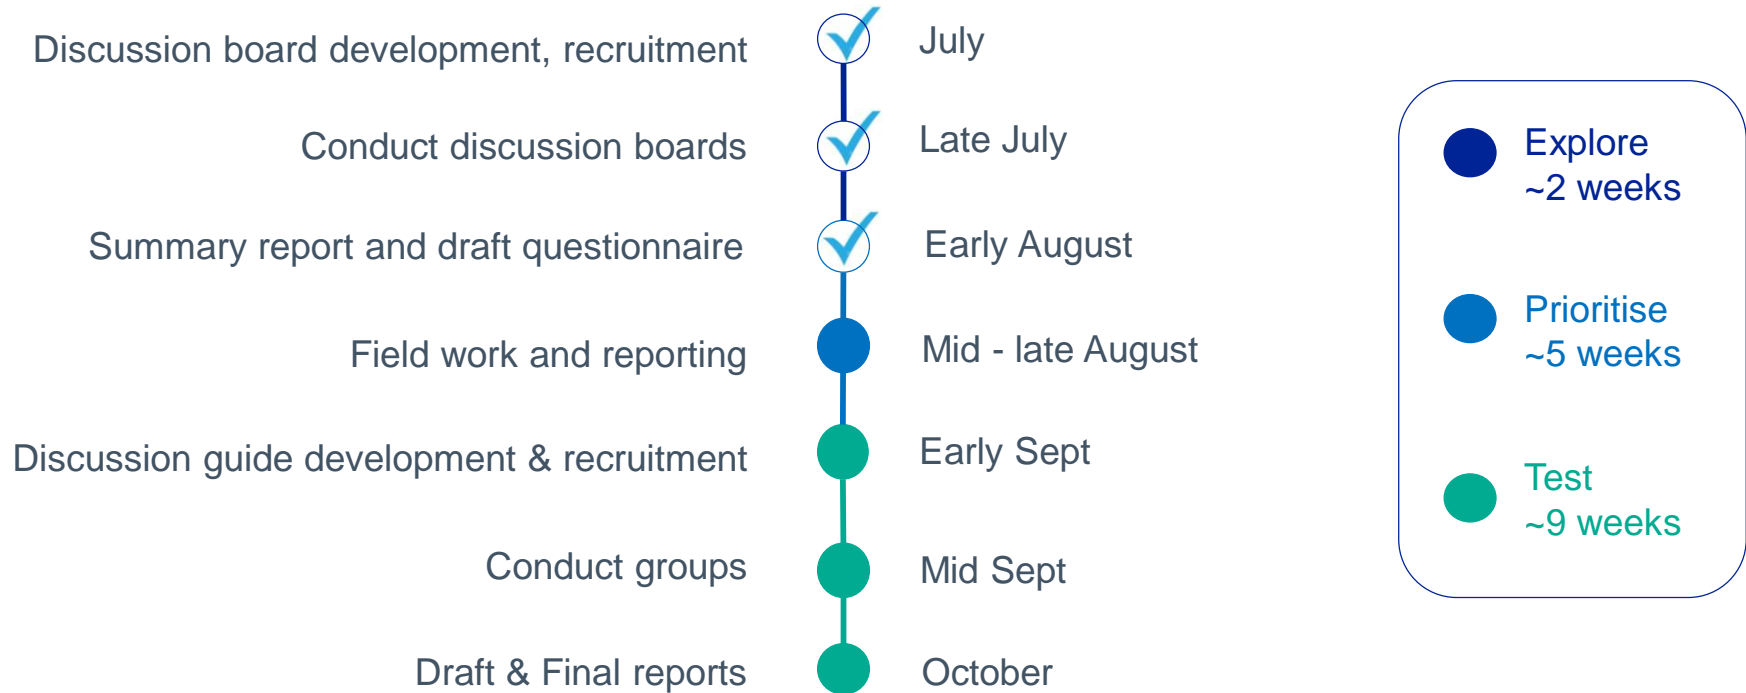 Discussion board development, recruitment
July
Conduct discussion boards
Late July
Summary report and draft questionnaire
Early August
Field work and reporting
Mid - late August
Discussion guide development & recruitment
Early Sept
Conduct groups
Mid Sept
Draft & Final reports
October
Explore
~2 weeks
Prioritise
~5 weeks
Test
~9 weeks